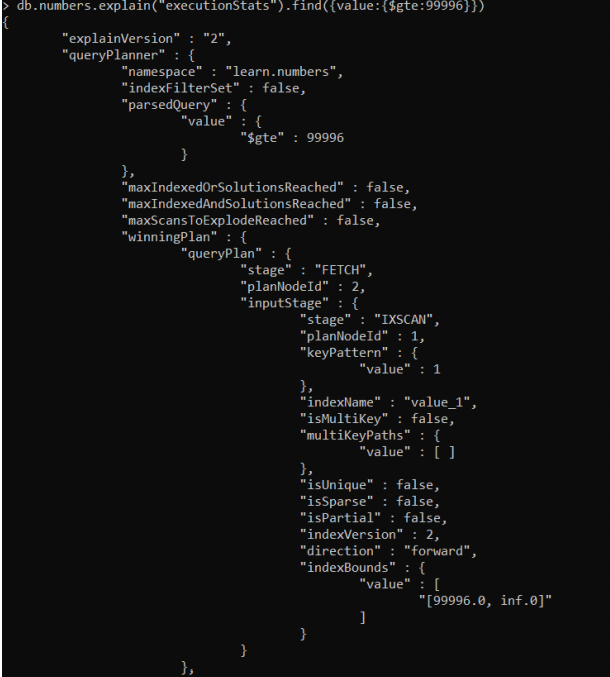 > db.numbers.explain("executionStats").find({value:{$gte:99996}})
{
        "explainVersion" : "2",
        "queryPlanner" : {
                "namespace" : "learn.numbers",
                "indexFilterSet" : false,
                "parsedQuery" : {
                        "value" : {
                                "$gte" : 99996
                        }
                },
                "maxIndexedOrSolutionsReached" : false,
                "maxIndexedAndSolutionsReached" : false,
                "maxScansToExplodeReached" : false,
                "winningPlan" : {
                        "queryPlan" : {
                                "stage" : "FETCH",
                                "planNodeId" : 2,
                                "inputStage" : {
                                        "stage" : "IXSCAN",
                                        "planNodeId" : 1,
                                        "keyPattern" : {
                                                "value" : 1
                                        },
                                        "indexName" : "value_1",
                                        "isMultiKey" : false,
                                        "multiKeyPaths" : {
                                                "value" : [ ]
                                        },
                                        "isUnique" : false,
                                        "isSparse" : false,
                                        "isPartial" : false,
                                        "indexVersion" : 2,
                                        "direction" : "forward",
                                        "indexBounds" : {
                                                "value" : [
                                                        "[99996.0, inf.0]"
                                                ]
                                        }
                                }
                        },